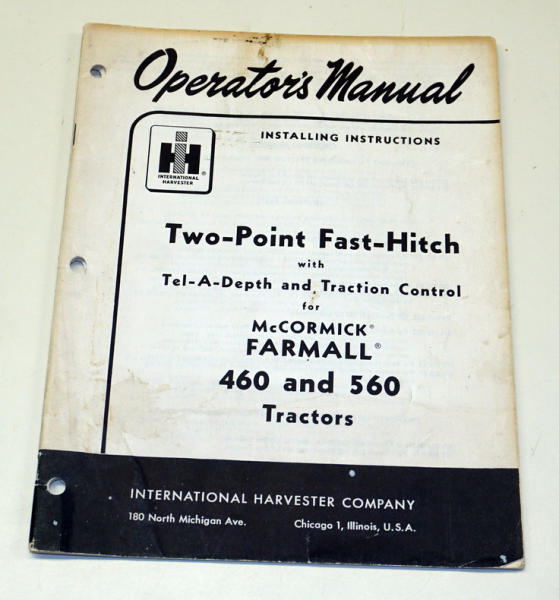 Operator's Manual
INSTALLING INSTRUCTIONS
IH
INTERNATIONAL
HARVESTER
®
Two-Point Fast-Hitch
with
Tel-A-Depth and Traction Control
for
McCORMICK®
FARMALL®
460 and 560
Tractors
INTERNATIONAL HARVESTER COMPANY
180 North Michigan Ave. Chicago 1, Illinois, U.S.A.